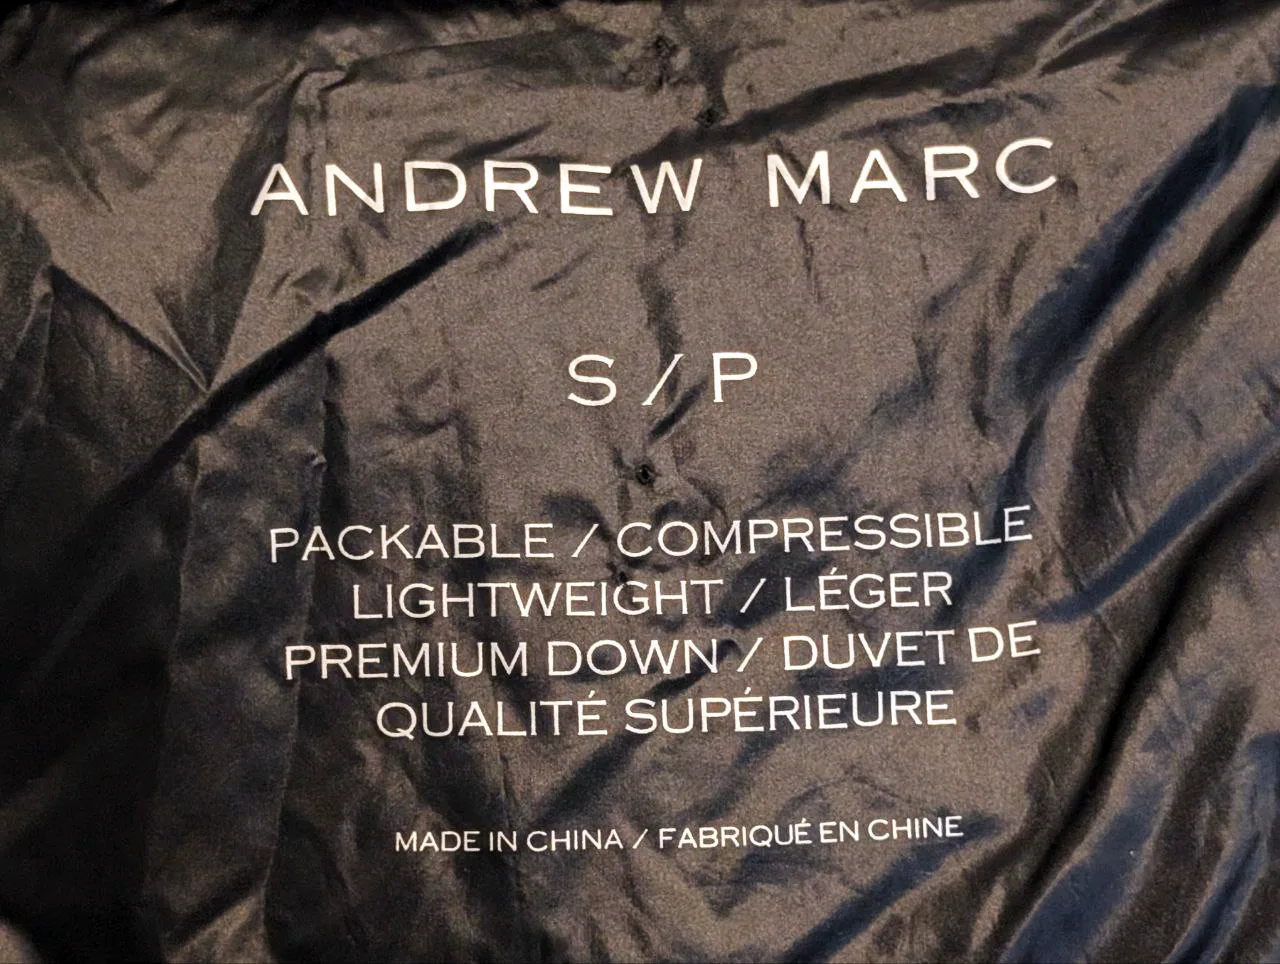 ANDREW MARC
S / P
PACKABLE / COMPRESSIBLE
LIGHTWEIGHT / LÉGER
PREMIUM DOWN / DUVET DE
QUALITÉ SUPÉRIEURE
MADE IN CHINA / FABRIQUÉ EN CHINE